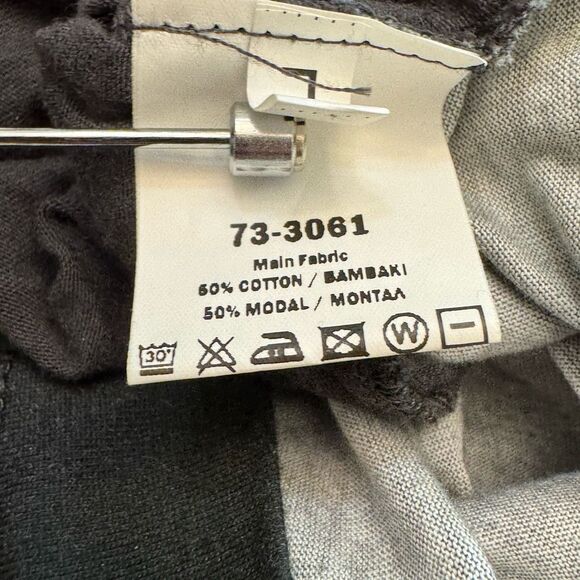 L
73-3061
Main Fabric
50% COTTON / ΒΑΜΒΑΚΙ
50% MODAL / ΜΟΝΤΑΛ
30° W